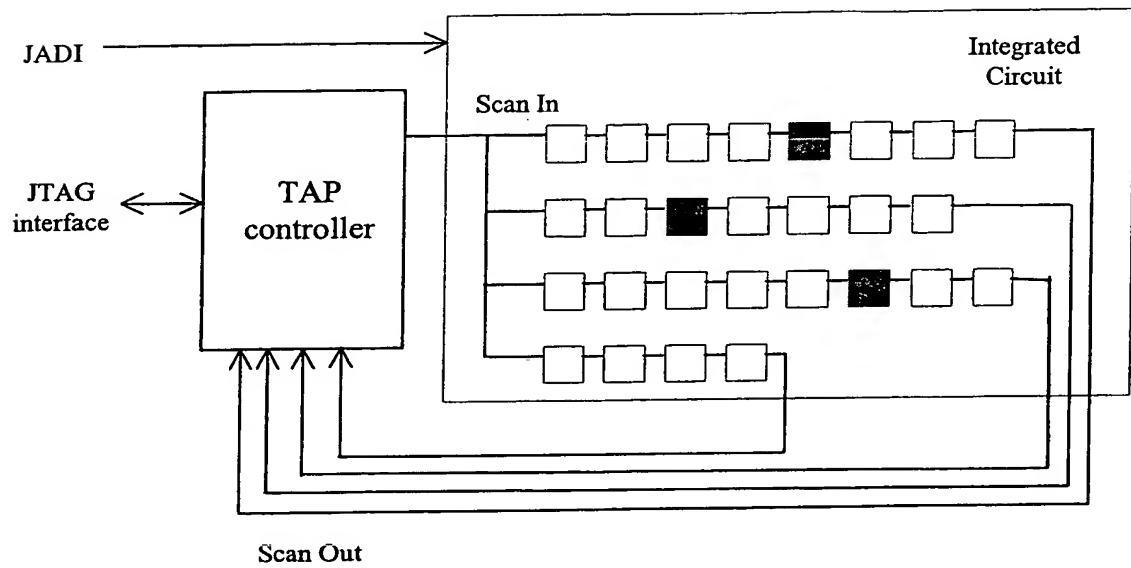 JADI
Integrated
Circuit
Scan In
JTAG
interface
TAP
controller
Scan Out